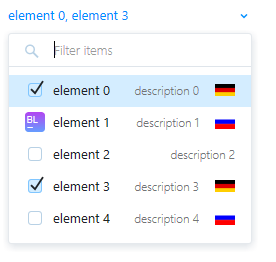 element 0, element 3
Filter items
element 0 description 0
BL element 1 description 1
element 2 description 2
element 3 description 3
element 4 description 4